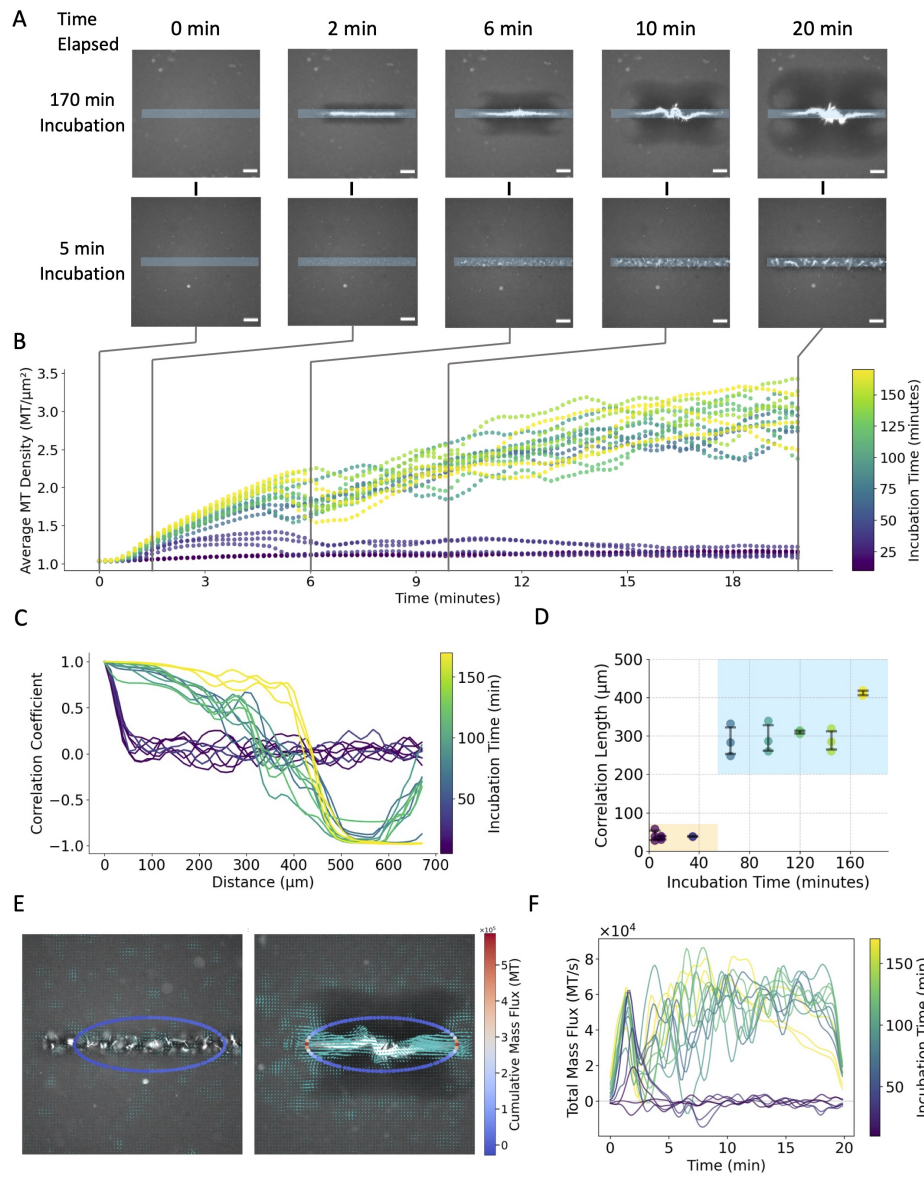 A
Time
Elapsed
0 min
2 min
6 min
10 min
20 min
170 min
Incubation
5 min
Incubation
B
Average MT Density (MT/µm²)
3.5
3.0
2.5
2.0
1.5
1.0
0
3
6
9
12
15
18
Time (minutes)
150
125
100
75
50
25
Incubation Time (minutes)
C
Correlation Coefficient
1.0
0.5
0.0
−0.5
−1.0
0
100
200
300
400
500
600
700
Distance (µm)
150
100
50
Incubation Time (min)
D
Correlation Length (µm)
500
400
300
200
100
0
0
40
80
120
160
Incubation Time (minutes)
E
×10⁵
5
4
3
2
1
0
Cumulative Mass Flux (MT)
F
×10⁴
Total Mass Flux (MT/s)
8
6
4
2
0
0
5
10
15
20
Time (min)
150
100
50
Incubation Time (min)